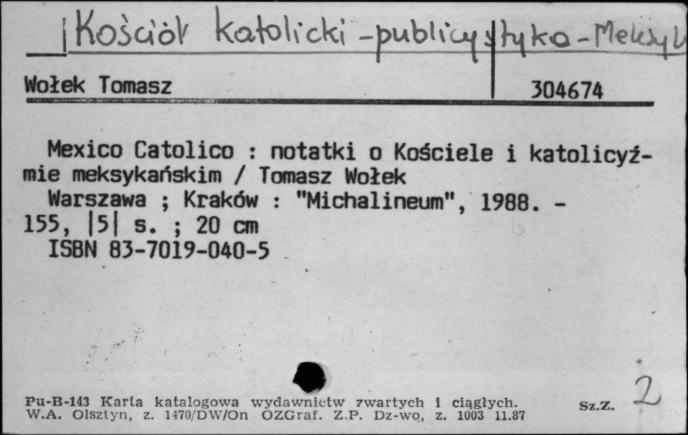 Kościół katolicki - publicystyka - Meksyk
Wołek Tomasz 304674
Mexico Catolico : notatki o Kościele i katolicyź-
mie meksykańskim / Tomasz Wołek
Warszawa ; Kraków : "Michalineum", 1988. -
155, |5| s. ; 20 cm
ISBN 83-7019-040-5
Pu-B-143 Karta katalogowa wydawnictw zwartych i ciągłych.
W.A. Olsztyn, z. 1470/DW/On OZGraf. Z.P. Dz-wo, z. 1003 11.87
Sz.Z. 2